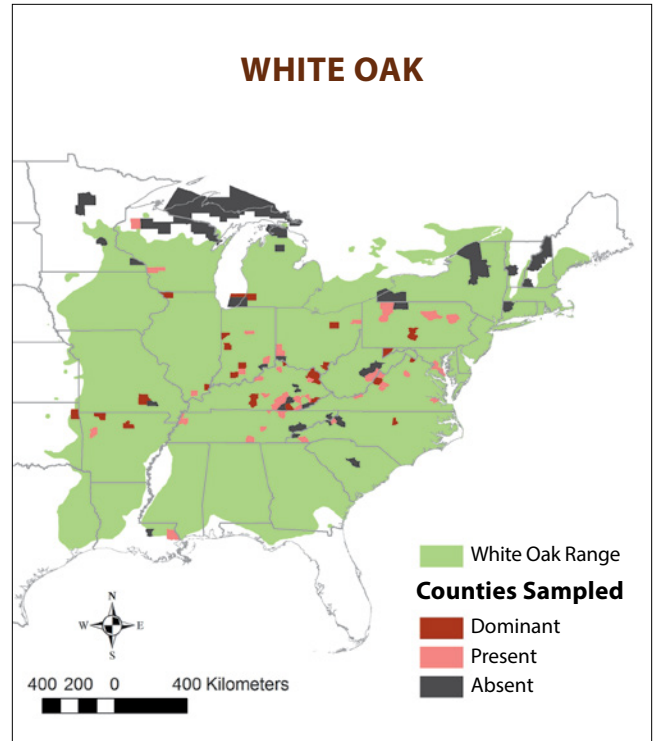 WHITE OAK
White Oak Range
Counties Sampled
Dominant
Present
Absent
N
W E
S
400 200 0 400 Kilometers